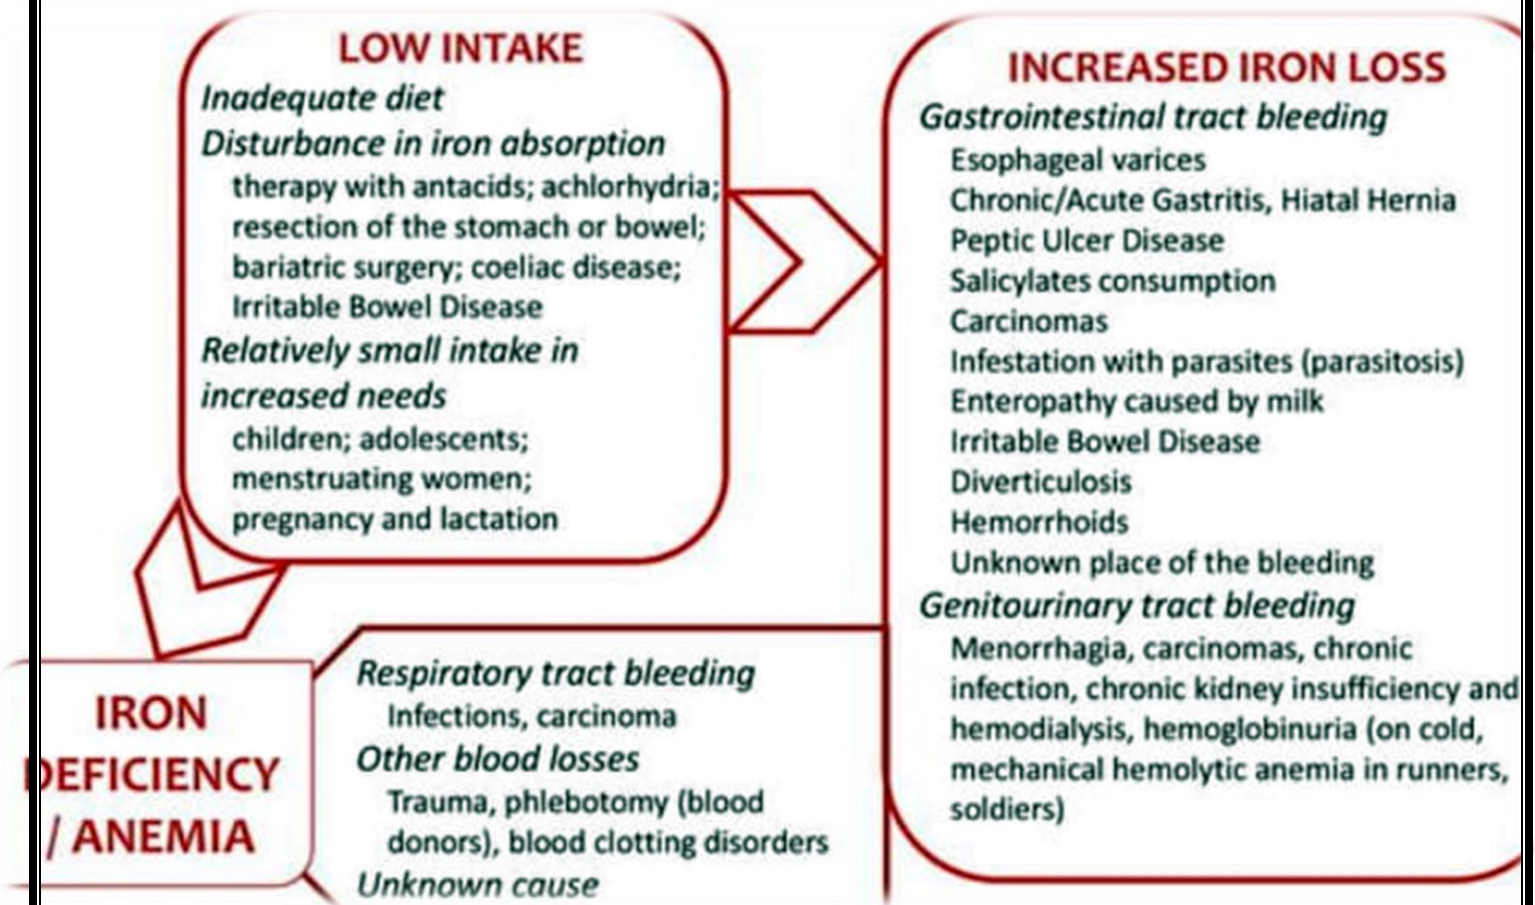 LOW INTAKE
Inadequate diet
Disturbance in iron absorption
therapy with antacids; achlorhydria;
resection of the stomach or bowel;
bariatric surgery; coeliac disease;
Irritable Bowel Disease
Relatively small intake in
increased needs
children; adolescents;
menstruating women;
pregnancy and lactation
INCREASED IRON LOSS
Gastrointestinal tract bleeding
Esophageal varices
Chronic/Acute Gastritis, Hiatal Hernia
Peptic Ulcer Disease
Salicylates consumption
Carcinomas
Infestation with parasites (parasitosis)
Enteropathy caused by milk
Irritable Bowel Disease
Diverticulosis
Hemorrhoids
Unknown place of the bleeding
Genitourinary tract bleeding
Menorrhagia, carcinomas, chronic
infection, chronic kidney insufficiency and
hemodialysis, hemoglobinuria (on cold,
mechanical hemolytic anemia in runners,
soldiers)
Respiratory tract bleeding
Infections, carcinoma
Other blood losses
Trauma, phlebotomy (blood
donors), blood clotting disorders
Unknown cause
IRON
DEFICIENCY
/ ANEMIA